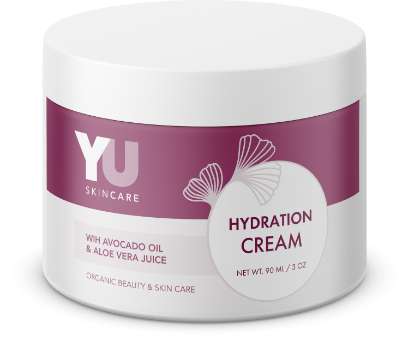 YU
SKINCARE
HYDRATION
CREAM
NET WT. 90 ML / 3 OZ
WIH AVOCADO OIL
& ALOE VERA JUICE
ORGANIC BEAUTY & SKIN CARE